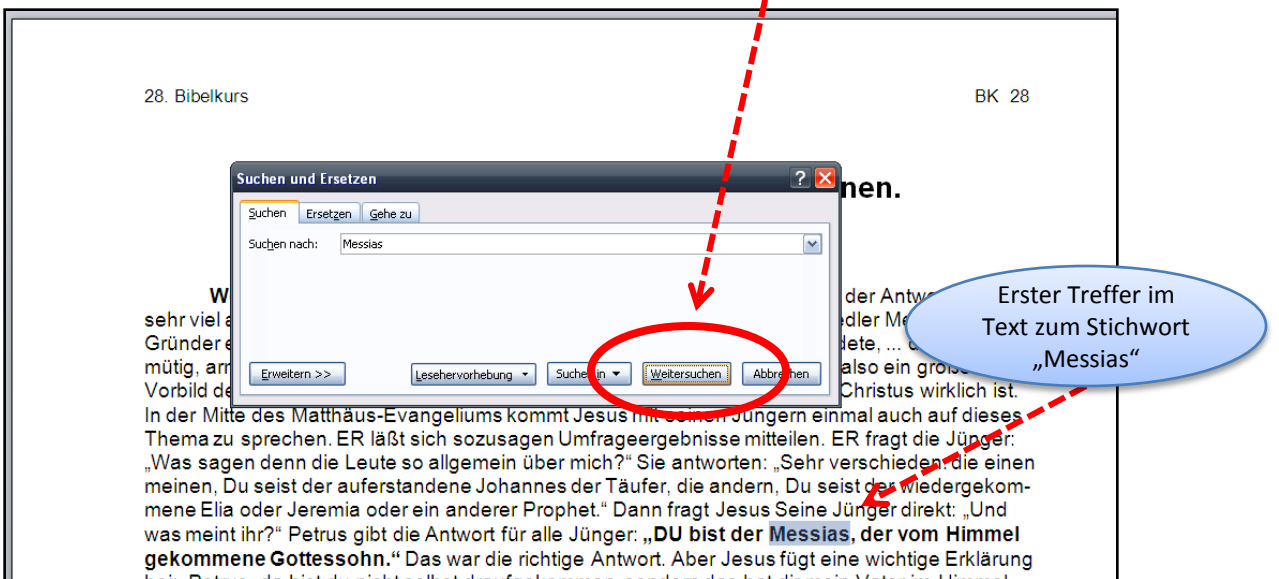 28. Bibelkurs BK 28
Suchen und Ersetzen
nen.
Suchen Ersetzen Gehe zu
Suchen nach: Messias
Erster Treffer im
Text zum Stichwort
„Messias“
der
sehr viel
Gründer
mütig, also ein
Erweitern >> Lesehervorhebung Suchen in Weitersuchen Abbrechen
Vorbild Christus wirklich ist.
In der Mitte des Matthäus-Evangeliums kommt Jesus mit seinen Jüngern einmal auch auf dieses
Thema zu sprechen. ER läßt sich sozusagen Umfrageergebnisse mitteilen. ER fragt die Jünger:
„Was sagen denn die Leute so allgemein über mich?“ Sie antworten: „Sehr verschieden: die einen
meinen, Du seist der auferstandene Johannes der Täufer, die andern, Du seist der wiedergekom-
mene Elia oder Jeremia oder ein anderer Prophet.“ Dann fragt Jesus Seine Jünger direkt: „Und
was meint ihr?“ Petrus gibt die Antwort für alle Jünger: „DU bist der Messias, der vom Himmel
gekommene Gottessohn.“ Das war die richtige Antwort. Aber Jesus fügt eine wichtige Erklärung